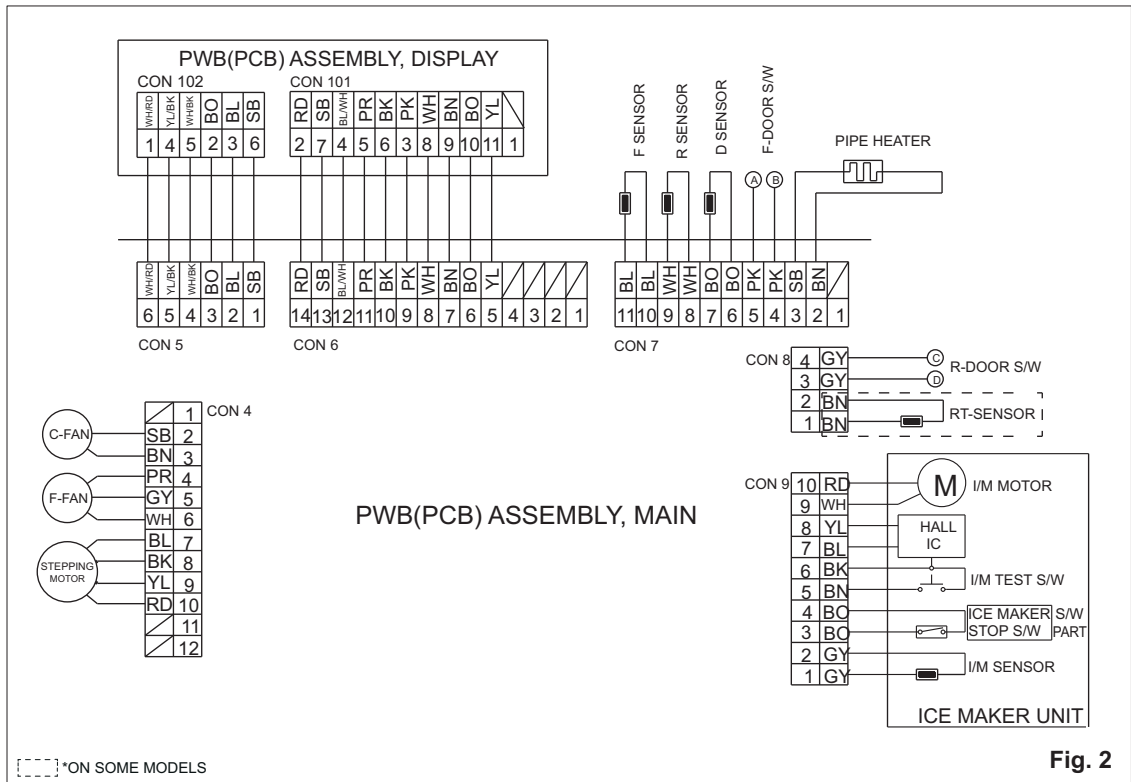 PWB(PCB) ASSEMBLY, DISPLAY
CON 102
WH/RD YL/BK WH/BK BO BL SB
1 4 5 2 3 6
CON 101
RD SB BL/WH PR BK PK WH BN BO YL
2 7 4 5 6 3 8 9 10 11 1
F SENSOR
R SENSOR
D SENSOR
F-DOOR S/W
A B
PIPE HEATER
WH/RD YL/BK WH/BK BO BL SB
6 5 4 3 2 1
CON 5
RD SB BL/WH PR BK PK WH BN BO YL
14 13 12 11 10 9 8 7 6 5 4 3 2 1
CON 6
BL BL WH WH BO BO PK PK SB BN
11 10 9 8 7 6 5 4 3 2 1
CON 7
CON 8
4 GY C
3 GY D
R-DOOR S/W
2 BN
1 BN
RT-SENSOR
CON 4
1
C-FAN
SB 2
BN 3
F-FAN
PR 4
GY 5
WH 6
STEPPING
MOTOR
BL 7
BK 8
YL 9
RD 10
11
12
PWB(PCB) ASSEMBLY, MAIN
CON 9
10 RD
9 WH
M I/M MOTOR
8 YL
7 BL
HALL
IC
6 BK
5 BN
I/M TEST S/W
4 BO
3 BO
ICE MAKER S/W
STOP S/W PART
2 GY
1 GY
I/M SENSOR
ICE MAKER UNIT
*ON SOME MODELS
Fig. 2